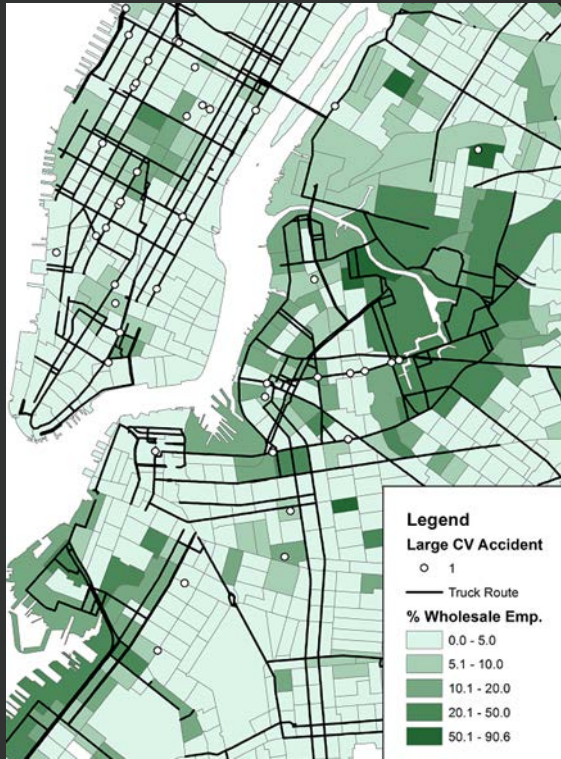 Legend
Large CV Accident
1
Truck Route
% Wholesale Emp.
0.0 - 5.0
5.1 - 10.0
10.1 - 20.0
20.1 - 50.0
50.1 - 90.6